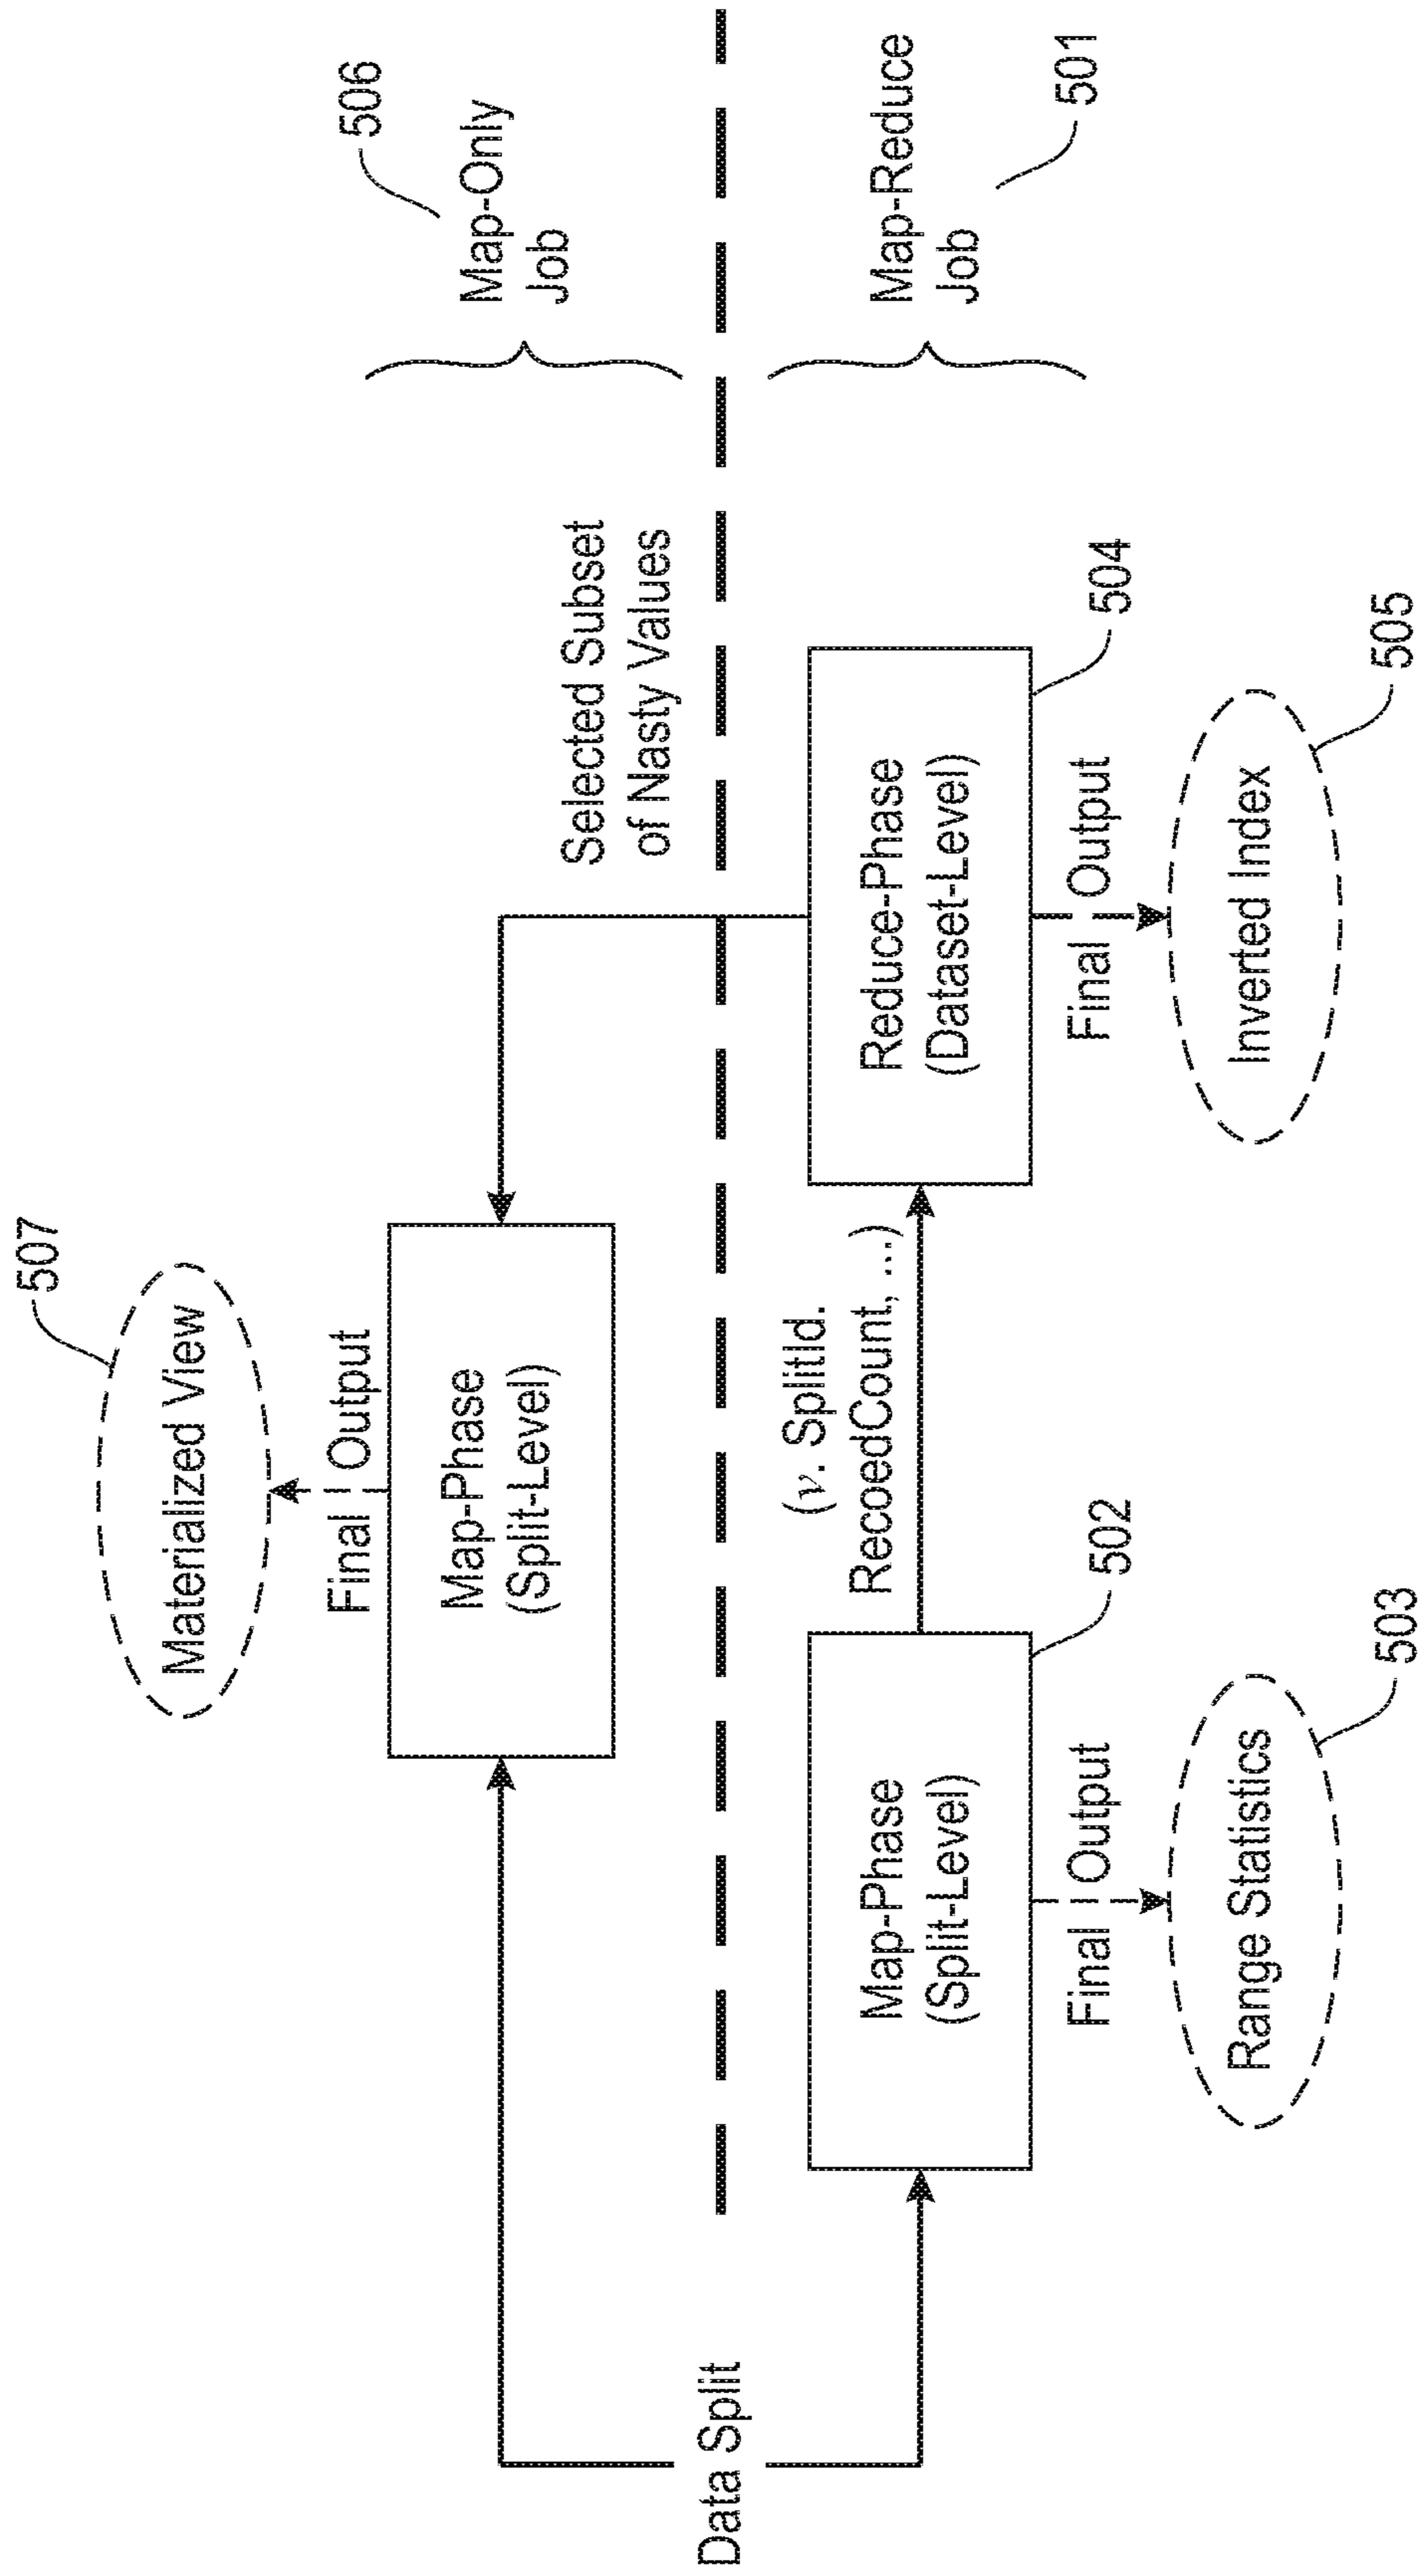 507
Materialized View
Final Output
Map-Phase
(Split-Level)
506
Map-Only
Job
Selected Subset
of Nasty Values
Data Split
Map-Reduce
Job
501
Map-Phase
(Split-Level)
502
(v. SplitId.
RecoedCount, ...)
Reduce-Phase
(Dataset-Level)
504
Final Output
Range Statistics
503
Final Output
Inverted Index
505